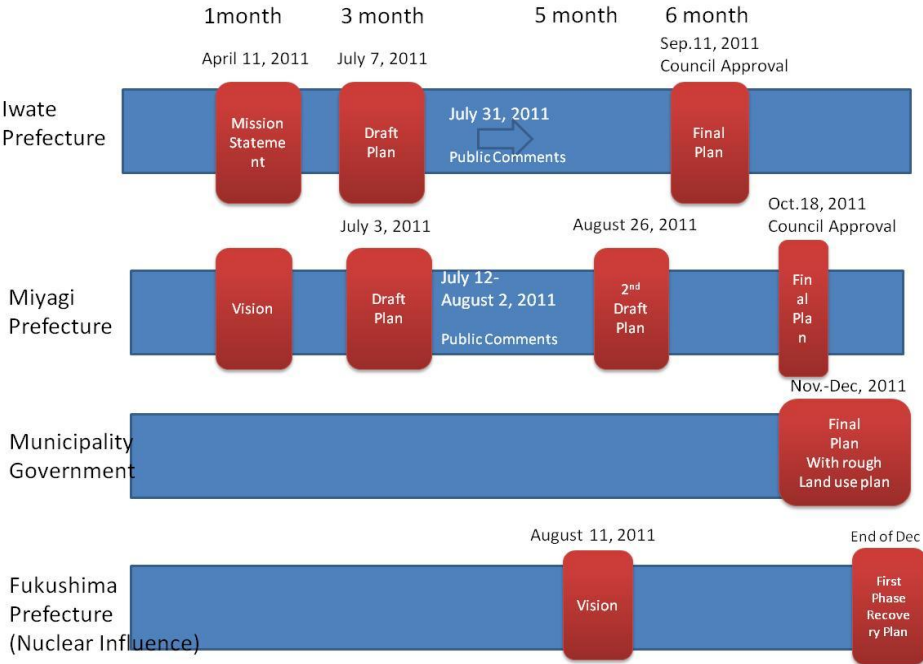 1month
3 month
5 month
6 month
April 11, 2011
July 7, 2011
Sep.11, 2011
Council Approval
Iwate
Prefecture
Mission
Stateme
nt
Draft
Plan
July 31, 2011
Public Comments
Final
Plan
July 3, 2011
August 26, 2011
Oct.18, 2011
Council Approval
Miyagi
Prefecture
Vision
Draft
Plan
July 12-
August 2, 2011
Public Comments
2nd
Draft
Plan
Fin
al
Pla
n
Nov.-Dec, 2011
Municipality
Government
Final
Plan
With rough
Land use plan
August 11, 2011
End of Dec
Fukushima
Prefecture
(Nuclear Influence)
Vision
First
Phase
Recove
ry Plan